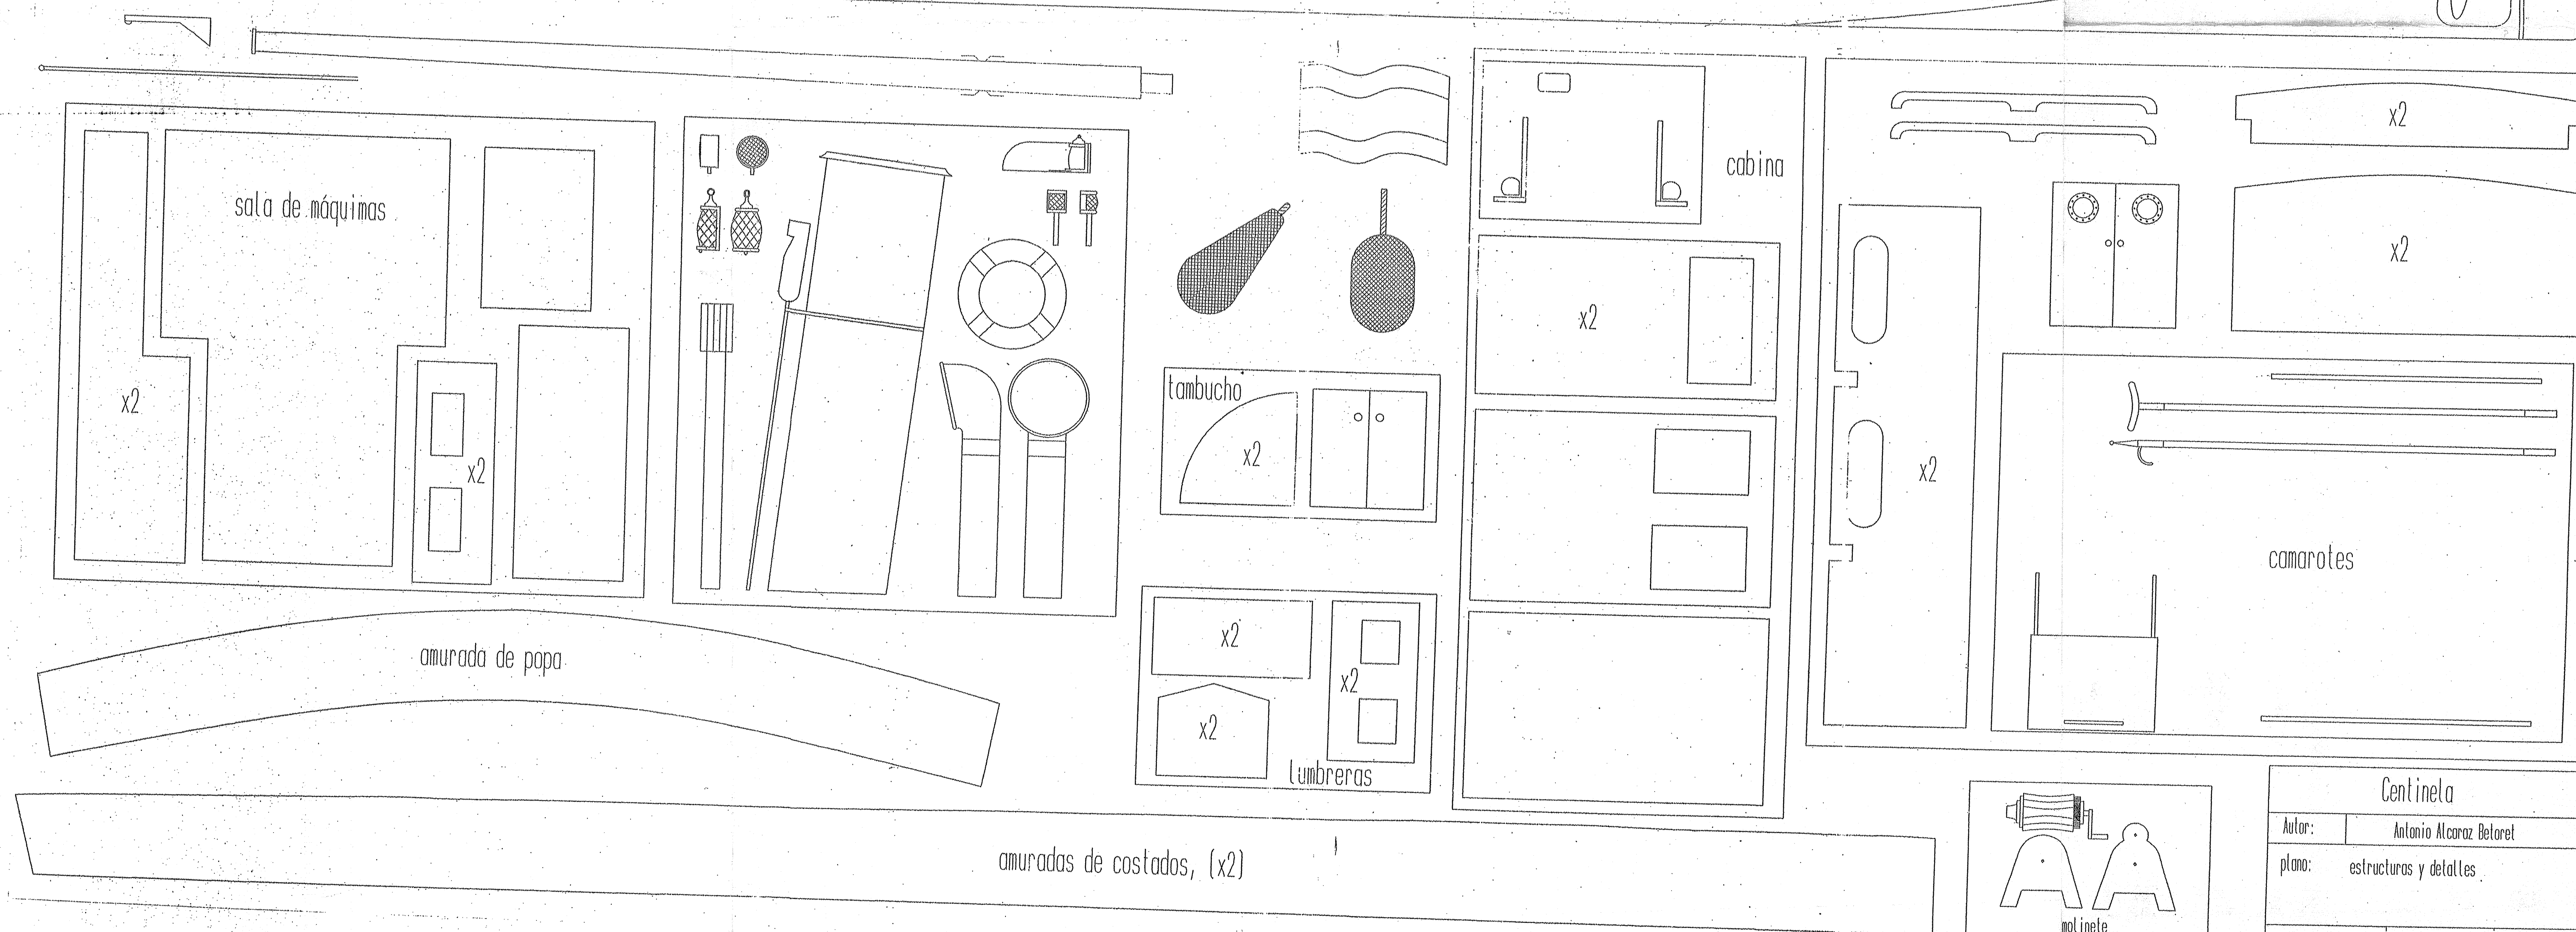 sala de máquimas
x2
x2
amurada de popa
amuradas de costados, (x2)
tambucho
x2
x2
x2
x2
lumbreras
cabina
x2
x2
x2
x2
camarotes
molinete
Centinela
Autor: Antonio Alcaraz Betoret
plano: estructuras y detalles